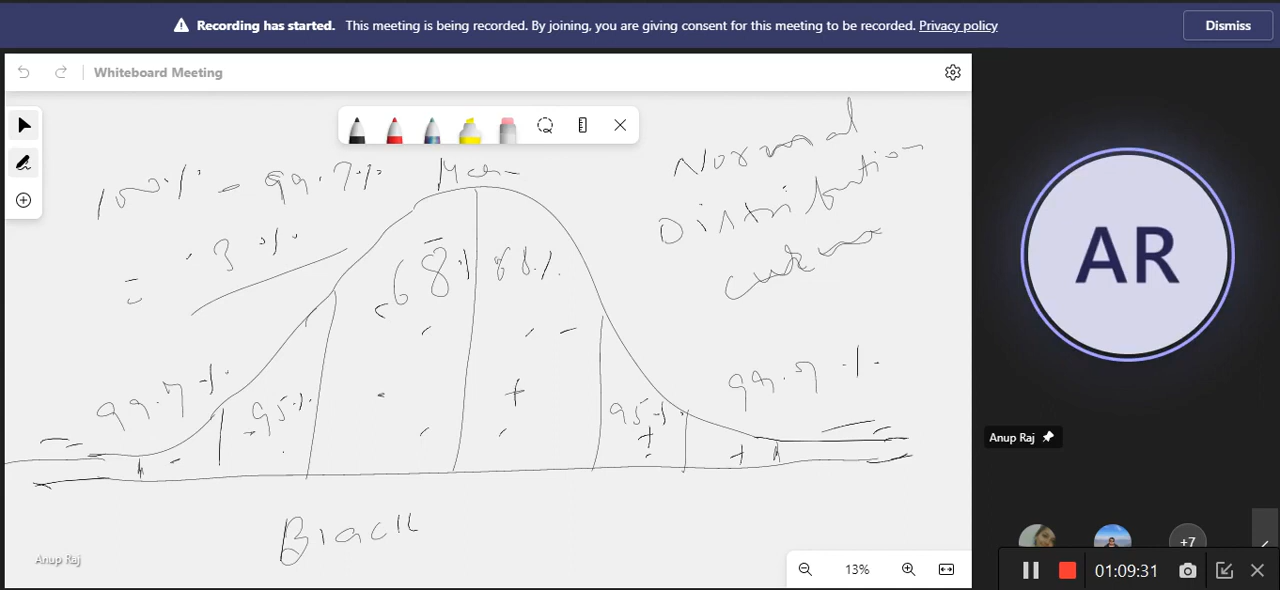 Recording has started. This meeting is being recorded. By joining, you are giving consent for this meeting to be recorded. Privacy policy
Dismiss
Whiteboard Meeting
100% - 99.7%
= .3%
Mean
Normal
Distribution
68% 68%
99.7%
95%
95%
99.7%
+
+
+
Black
Anup Raj
13%
AR
Anup Raj
+7
01:09:31